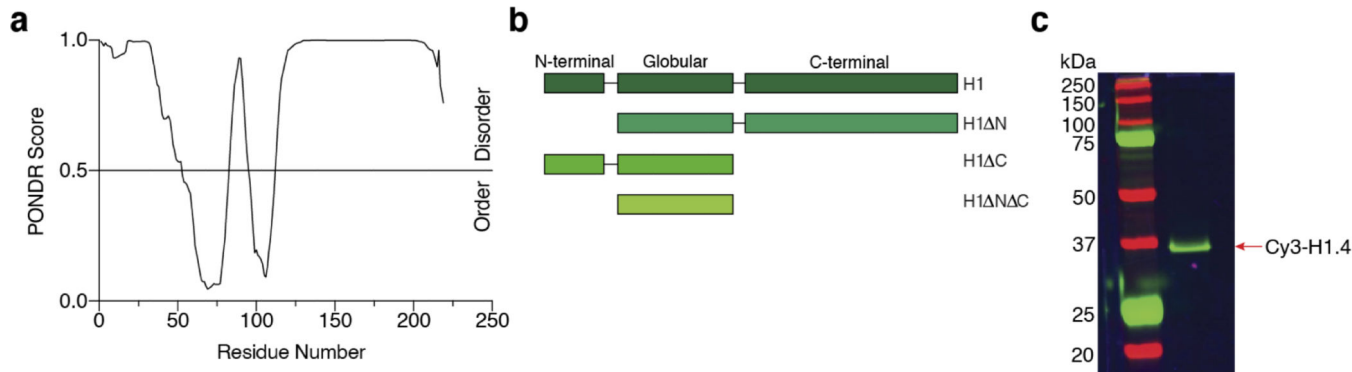 a
1.0
0.5
0.0
PONDR Score
Disorder
Order
0
50
100
150
200
250
Residue Number
b
N-terminal
Globular
C-terminal
H1
H1ΔN
H1ΔC
H1ΔNΔC
c
kDa
250
150
100
75
50
37
25
20
Cy3-H1.4